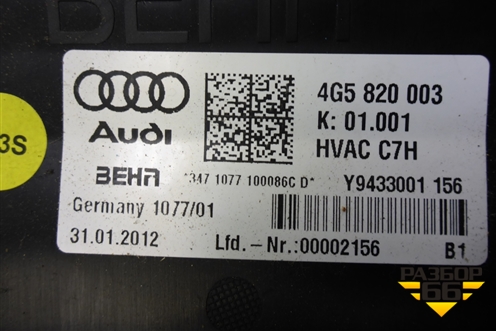 BEHR
3S
Audi
4G5 820 003
K: 01.001
HVAC C7H
BEHR
*347 1077 100086C D*
Y9433001 156
Germany 1077/01
31.01.2012
Lfd.-Nr.:00002156
B1
РАЗБОР
66